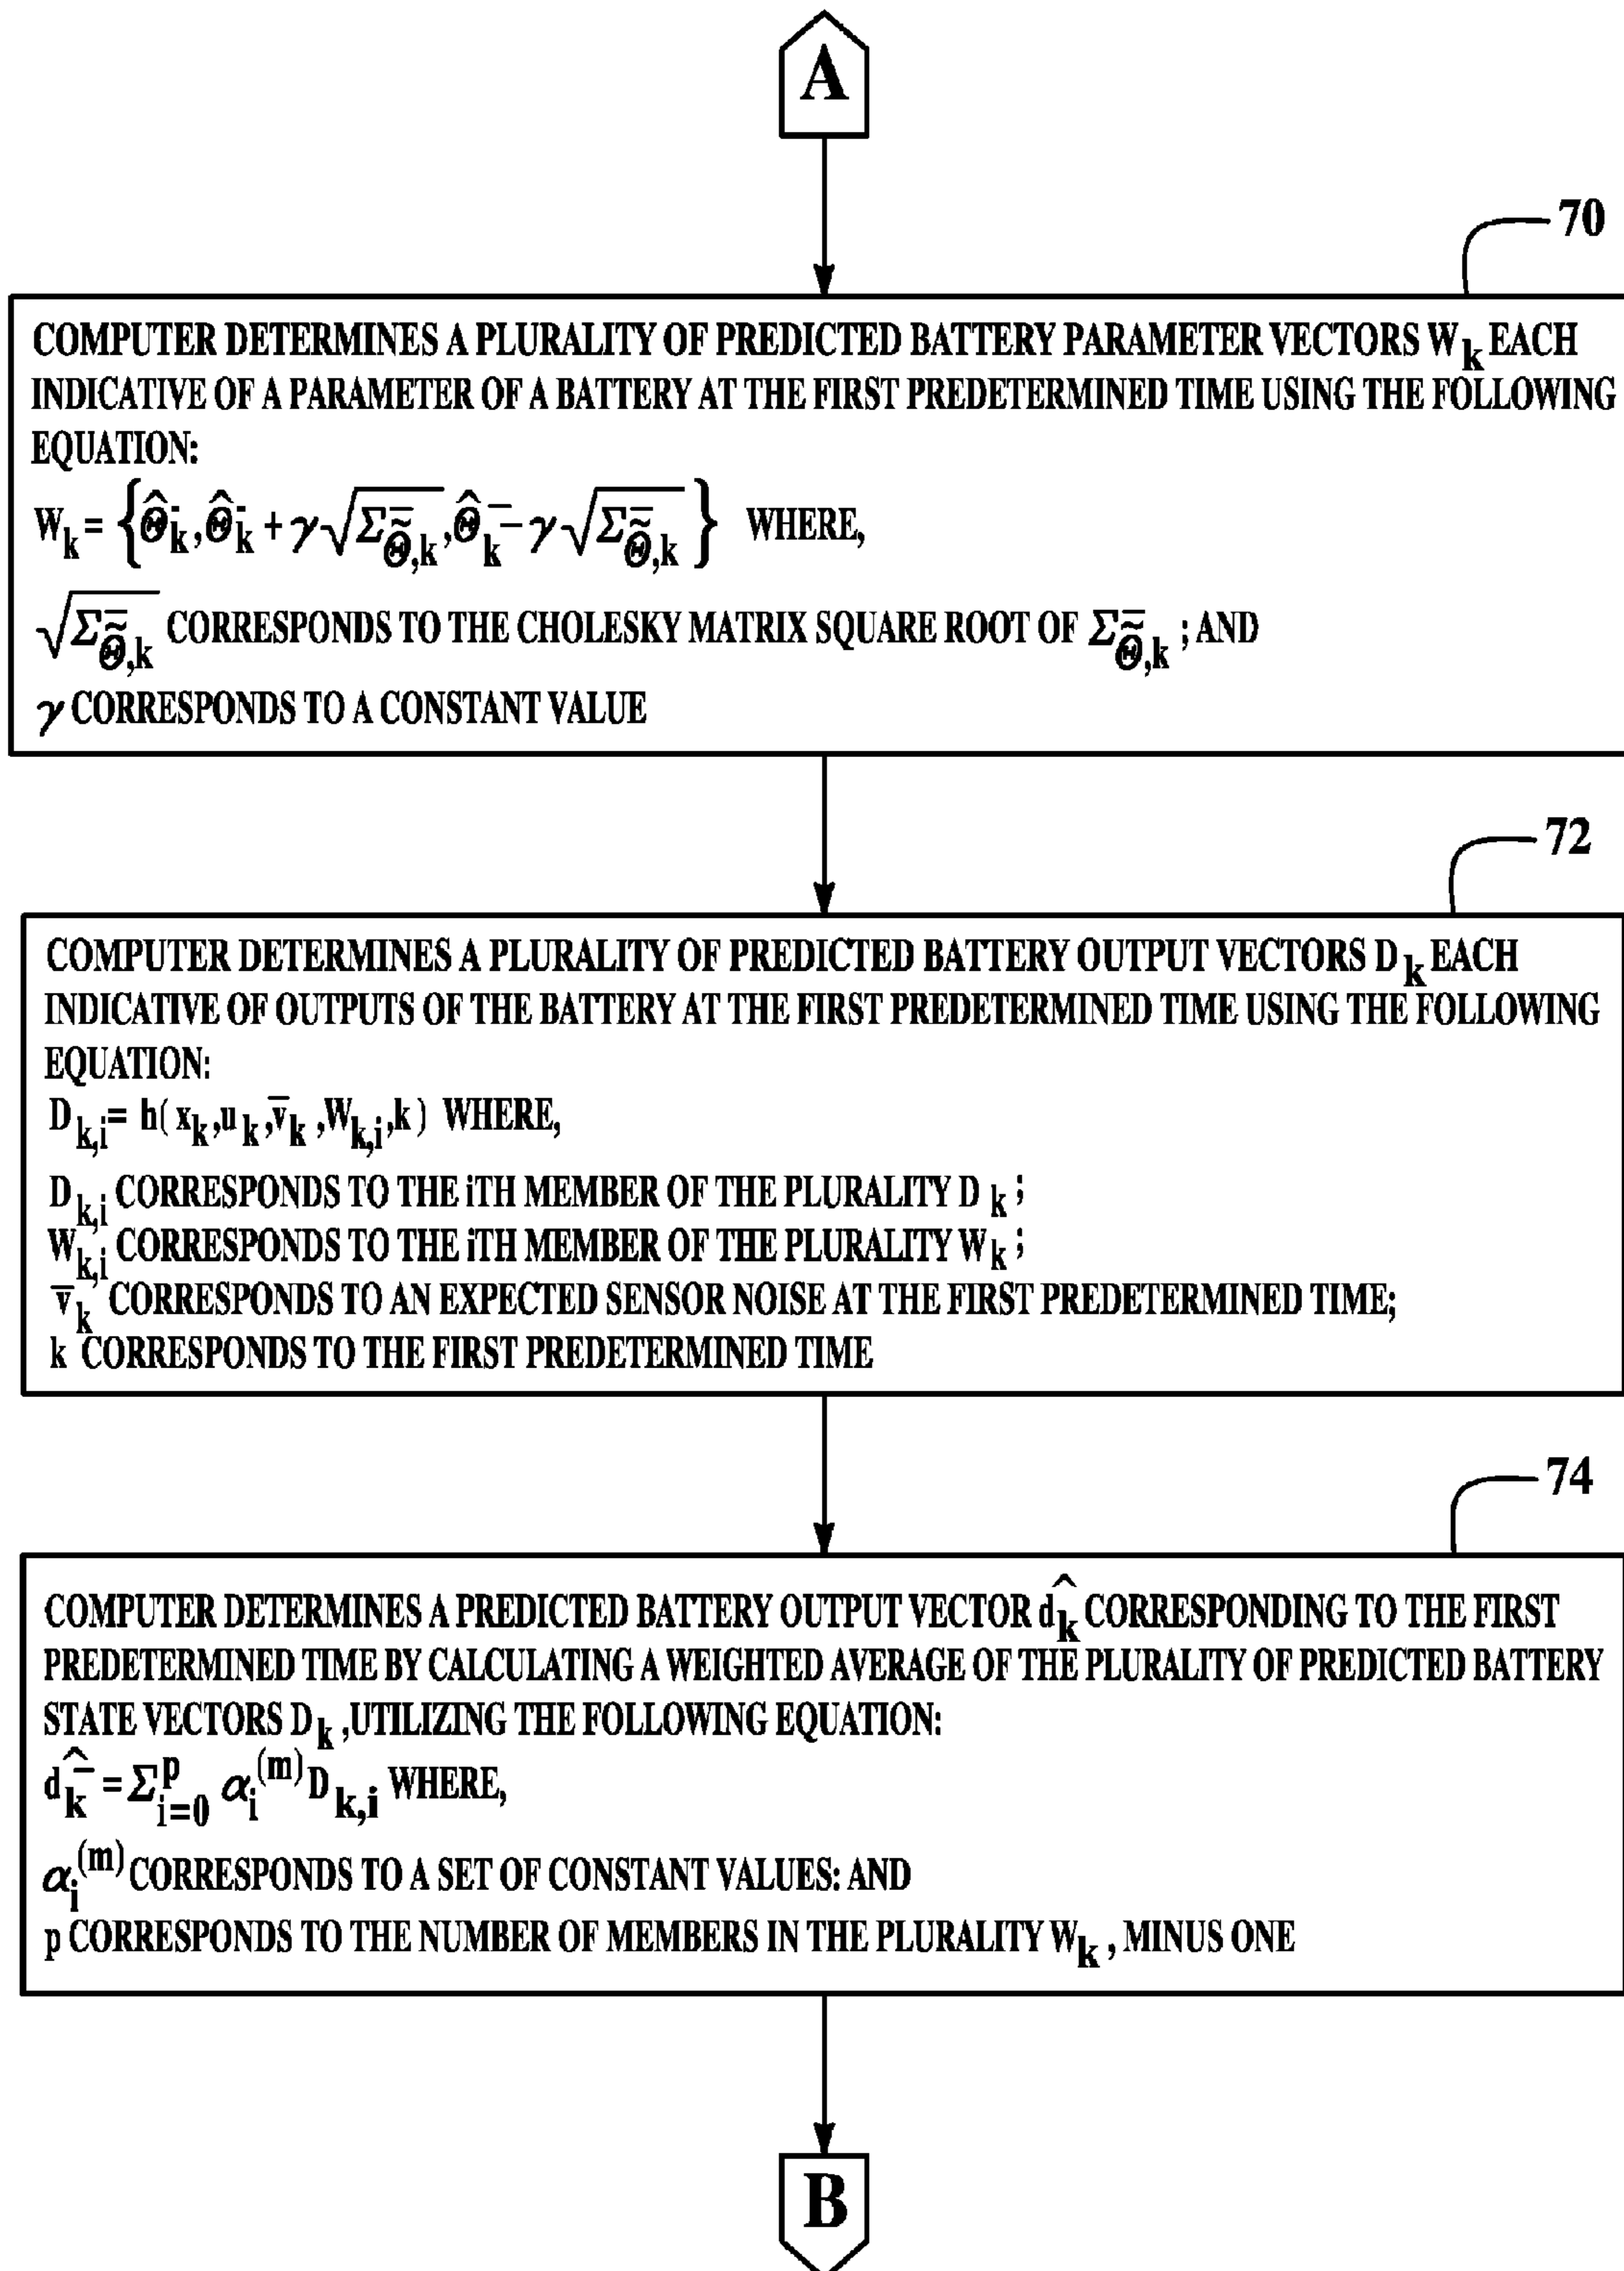 A
70
COMPUTER DETERMINES A PLURALITY OF PREDICTED BATTERY PARAMETER VECTORS W_k EACH
INDICATIVE OF A PARAMETER OF A BATTERY AT THE FIRST PREDETERMINED TIME USING THE FOLLOWING
EQUATION:
W_k = { Θ̂_k^-, Θ̂_k^- + γ √Σ^-_Θ̃,k , Θ̂_k^- − γ √Σ^-_Θ̃,k } WHERE,
√Σ^-_Θ̃,k CORRESPONDS TO THE CHOLESKY MATRIX SQUARE ROOT OF Σ^-_Θ̃,k ; AND
γ CORRESPONDS TO A CONSTANT VALUE
72
COMPUTER DETERMINES A PLURALITY OF PREDICTED BATTERY OUTPUT VECTORS D_k EACH
INDICATIVE OF OUTPUTS OF THE BATTERY AT THE FIRST PREDETERMINED TIME USING THE FOLLOWING
EQUATION:
D_k,i = h( x_k , u_k , v̄_k , W_k,i , k ) WHERE,
D_k,i CORRESPONDS TO THE iTH MEMBER OF THE PLURALITY D_k ;
W_k,i CORRESPONDS TO THE iTH MEMBER OF THE PLURALITY W_k ;
v̄_k CORRESPONDS TO AN EXPECTED SENSOR NOISE AT THE FIRST PREDETERMINED TIME;
k CORRESPONDS TO THE FIRST PREDETERMINED TIME
74
COMPUTER DETERMINES A PREDICTED BATTERY OUTPUT VECTOR d̂_k CORRESPONDING TO THE FIRST
PREDETERMINED TIME BY CALCULATING A WEIGHTED AVERAGE OF THE PLURALITY OF PREDICTED BATTERY
STATE VECTORS D_k ,UTILIZING THE FOLLOWING EQUATION:
d̂_k^- = Σ_i=0^p α_i^(m) D_k,i WHERE,
α_i^(m) CORRESPONDS TO A SET OF CONSTANT VALUES: AND
p CORRESPONDS TO THE NUMBER OF MEMBERS IN THE PLURALITY W_k , MINUS ONE
B